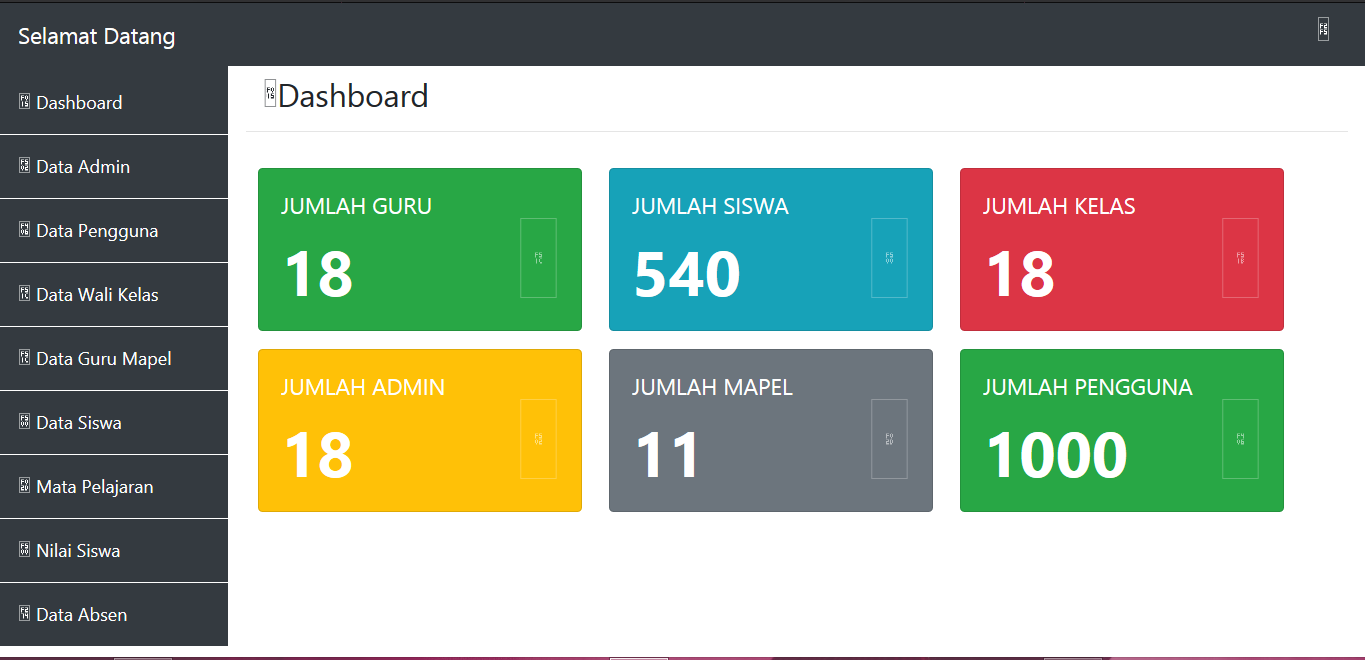 Selamat Datang
Dashboard
Data Admin
Data Pengguna
Data Wali Kelas
Data Guru Mapel
Data Siswa
Mata Pelajaran
Nilai Siswa
Data Absen
Dashboard
JUMLAH GURU
18
JUMLAH SISWA
540
JUMLAH KELAS
18
JUMLAH ADMIN
18
JUMLAH MAPEL
11
JUMLAH PENGGUNA
1000